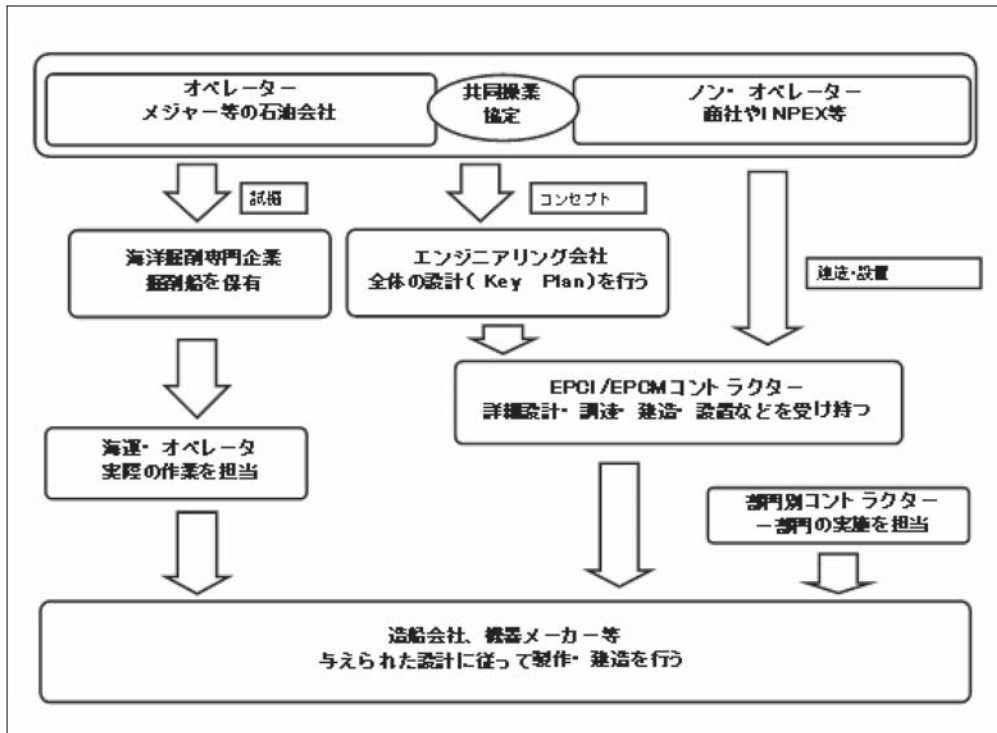 オペレーター
メジャー等の石油会社
共同操業
協定
ノン・オペレーター
商社やINPEX等
試掘
コンセプト
海洋掘削専門企業
掘削船を保有
エンジニアリング会社
全体の設計( Key Plan)を行う
建造・設置
EPCI/EPCMコントラクター
詳細設計・調達・建造・設置などを受け持つ
海運・オペレータ
実際の作業を担当
部門別コントラクター
一部門の実施を担当
造船会社、機器メーカー等
与えられた設計に従って製作・建造を行う